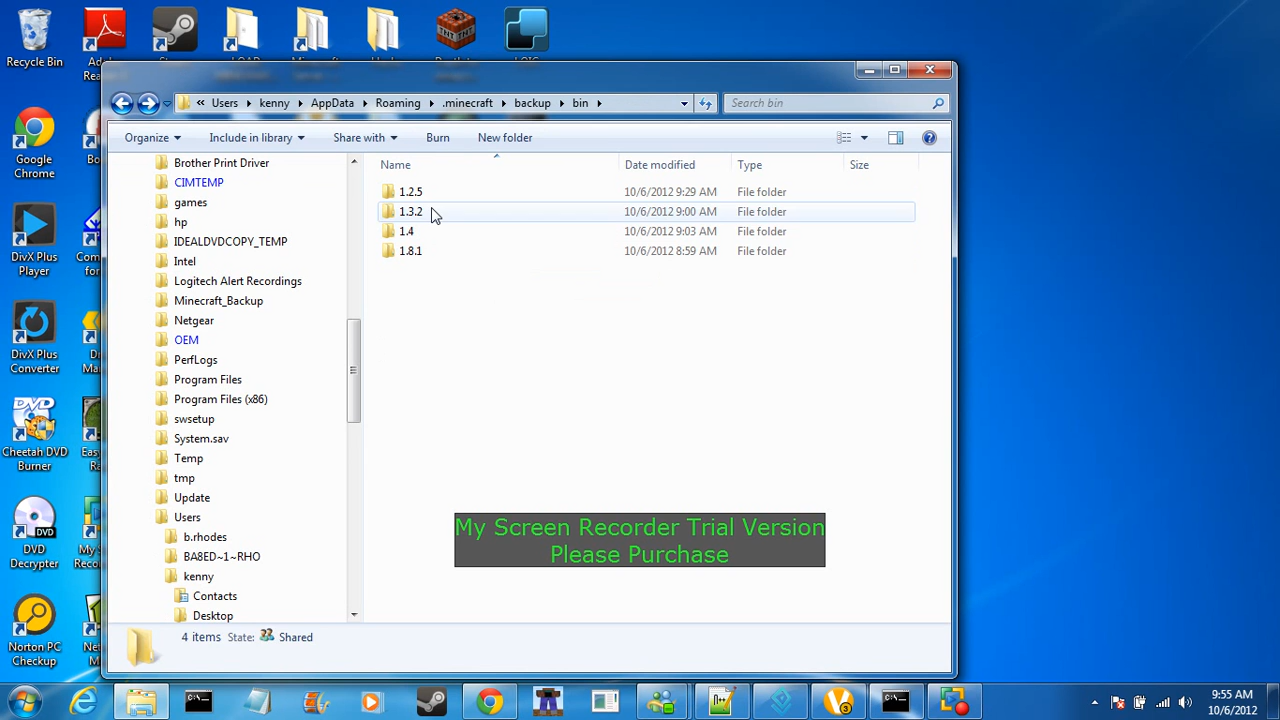 Recycle Bin
Users
kenny
AppData
Roaming
.minecraft
backup
bin
Search bin
Organize
Include in library
Share with
Burn
New folder
Google
Chrome
DivX Plus
Player
DivX Plus
Converter
Cheetah DVD
Burner
DVD
Decrypter
Norton PC
Checkup
Brother Print Driver
CIMTEMP
games
hp
IDEALDVDCOPY_TEMP
Intel
Logitech Alert Recordings
Minecraft_Backup
Netgear
OEM
PerfLogs
Program Files
Program Files (x86)
swsetup
System.sav
Temp
tmp
Update
Users
b.rhodes
BA8ED~1~RHO
kenny
Contacts
Desktop
Name Date modified Type Size
1.2.5 10/6/2012 9:29 AM File folder
1.3.2 10/6/2012 9:00 AM File folder
1.4 10/6/2012 9:03 AM File folder
1.8.1 10/6/2012 8:59 AM File folder
My Screen Recorder Trial Version
Please Purchase
4 items State: Shared
9:55 AM
10/6/2012